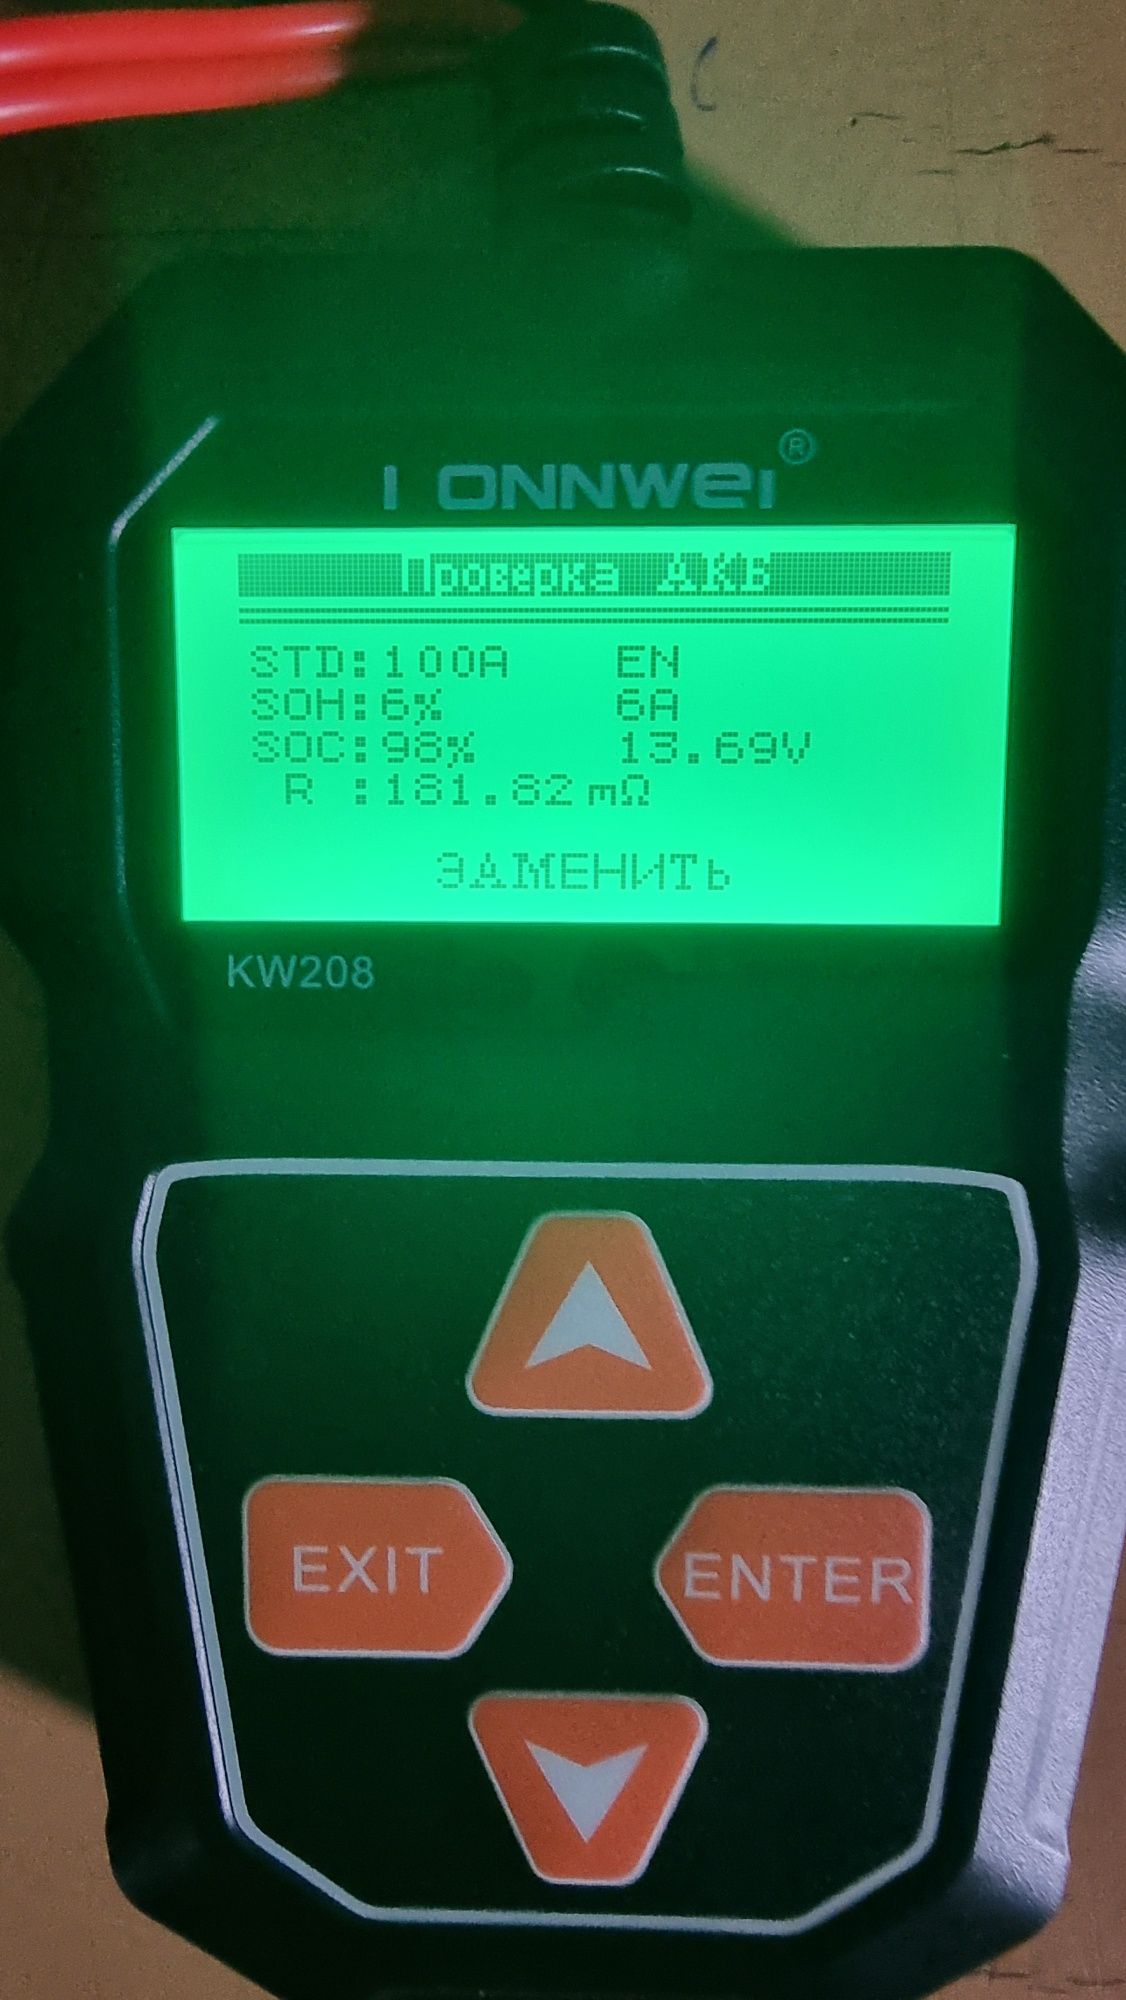 KONNWEI®
Проверка АКБ
STD:100A EN
SOH:6% 6A
SOC:98% 13.69V
R :181.82mΩ
ЗАМЕНИТЬ
KW208
EXIT
ENTER